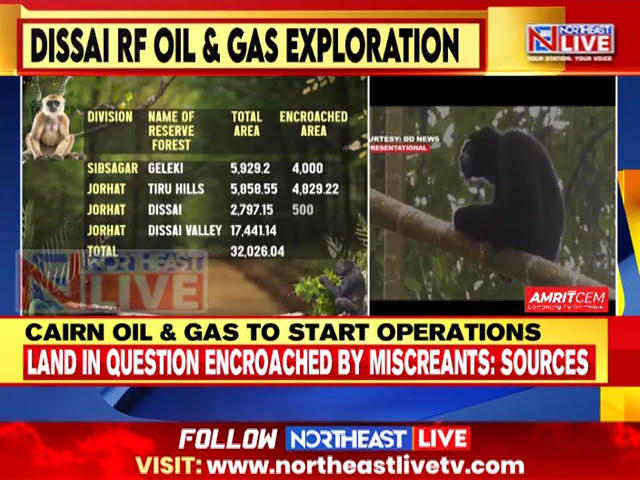 DISSAI RF OIL & GAS EXPLORATION
NORTHEAST
LIVE
YOUR STATION. YOUR VOICE
DIVISION NAME OF RESERVE FOREST TOTAL AREA ENCROACHED AREA
SIBSAGAR GELEKI 5,929.2 4,000
JORHAT TIRU HILLS 5,858.55 4,829.22
JORHAT DISSAI 2,797.15 500
JORHAT DISSAI VALLEY 17,441.14
TOTAL 32,026.04
NORTHEAST
LIVE
URTESY: DD NEWS
PRESENTATIONAL
AMRITCEM
CAIRN OIL & GAS TO START OPERATIONS
LAND IN QUESTION ENCROACHED BY MISCREANTS: SOURCES
FOLLOW NORTHEAST LIVE
VISIT: www.northeastlivetv.com